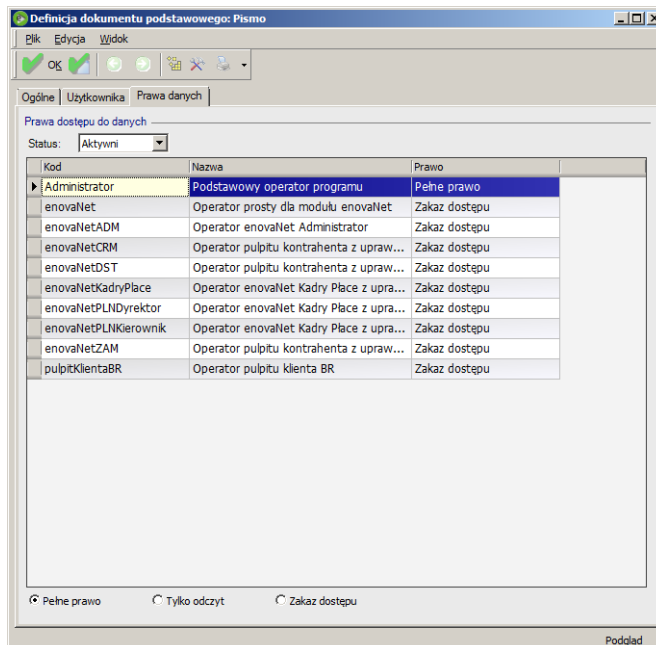 Definicja dokumentu podstawowego: Pismo
Plik Edycja Widok
OK
Ogólne Użytkownika Prawa danych
Prawa dostępu do danych
Status: Aktywni
Kod Nazwa Prawo
Administrator Podstawowy operator programu Pełne prawo
enovaNet Operator prosty dla modułu enovaNet Zakaz dostępu
enovaNetADM Operator enovaNet Administrator Zakaz dostępu
enovaNetCRM Operator pulpitu kontrahenta z upraw... Zakaz dostępu
enovaNetDST Operator pulpitu kontrahenta z upraw... Zakaz dostępu
enovaNetKadryPlace Operator enovaNet Kadry Płace z upra... Zakaz dostępu
enovaNetPLNDyrektor Operator enovaNet Kadry Płace z upra... Zakaz dostępu
enovaNetPLNKierownik Operator enovaNet Kadry Płace z upra... Zakaz dostępu
enovaNetZAM Operator pulpitu kontrahenta z upraw... Zakaz dostępu
pulpitKlientaBR Operator pulpitu klienta BR Zakaz dostępu
Pełne prawo Tylko odczyt Zakaz dostępu
Podgląd